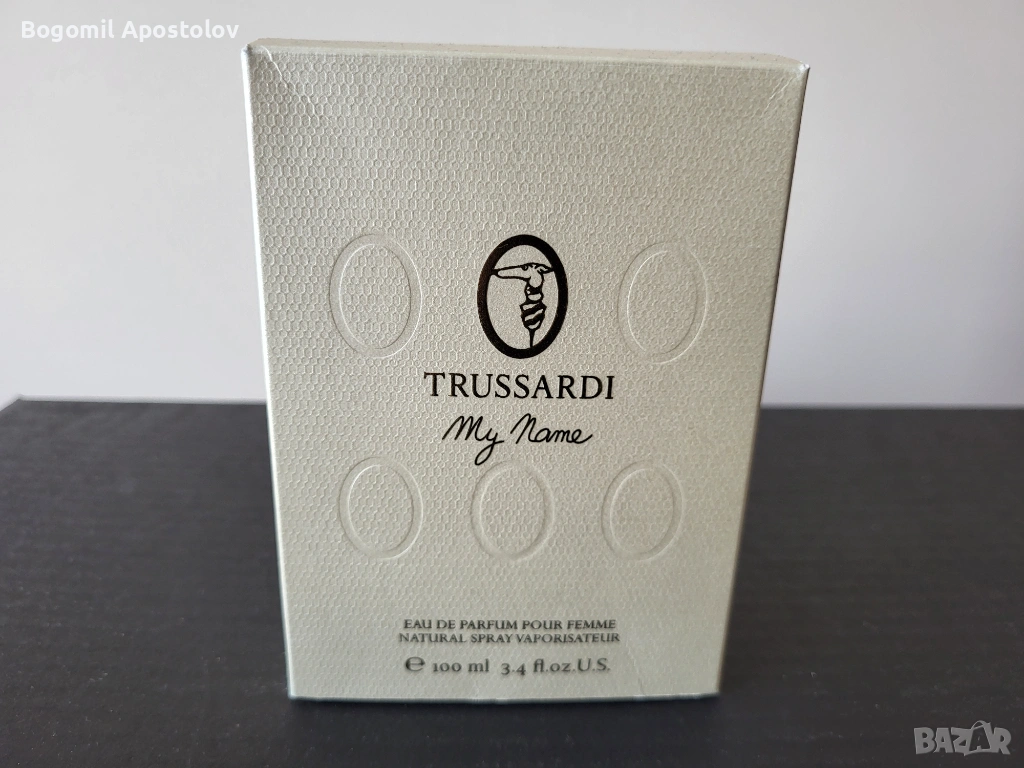 Bogomil Apostolov
TRUSSARDI
My Name
EAU DE PARFUM POUR FEMME
NATURAL SPRAY VAPORISATEUR
℮ 100 ml 3.4 fl.oz.U.S.
BAZAR